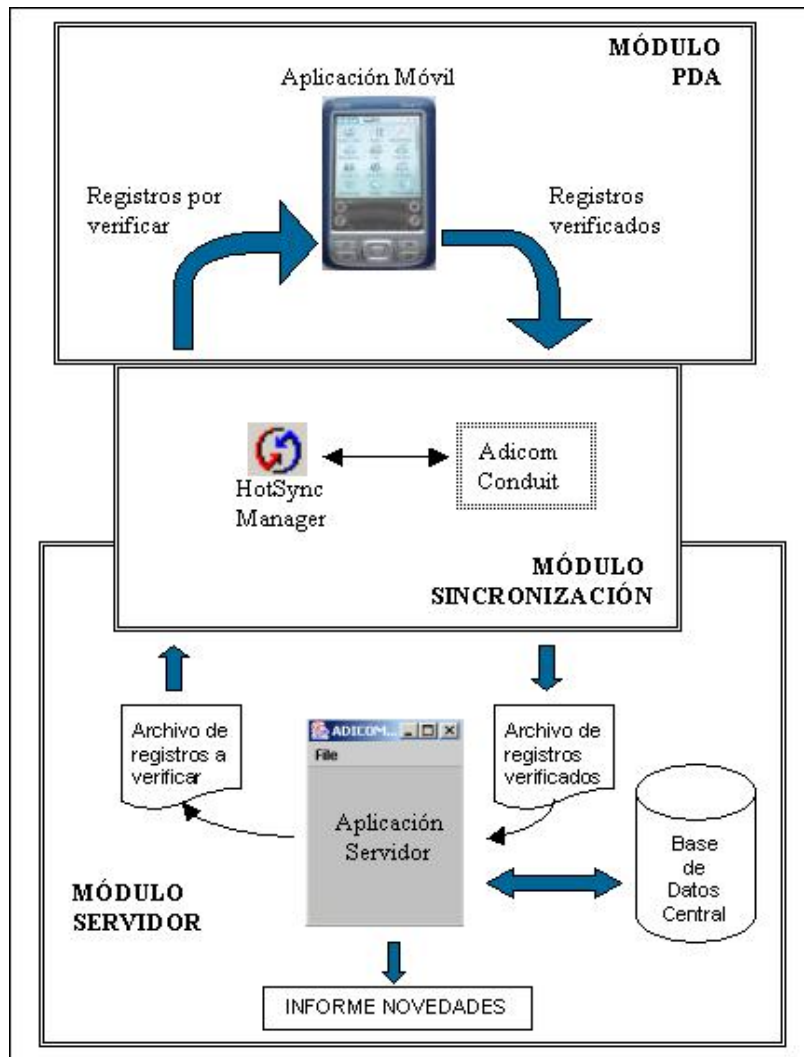 MÓDULO
PDA
Aplicación Móvil
Registros por
verificar
Registros
verificados
HotSync
Manager
Adicom
Conduit
MÓDULO
SINCRONIZACIÓN
Archivo de
registros a
verificar
ADICOM...
File
Aplicación
Servidor
Archivo de
registros
verificados
Base
de
Datos
Central
MÓDULO
SERVIDOR
INFORME NOVEDADES